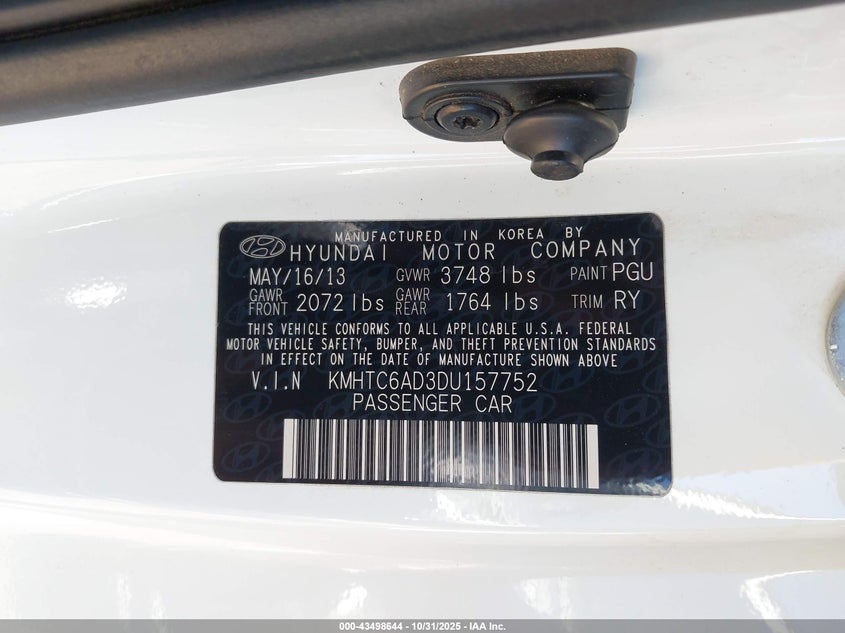 MANUFACTURED IN KOREA BY
HYUNDAI MOTOR COMPANY
MAY/16/13 GVWR 3748 lbs PAINT PGU
GAWR FRONT 2072 lbs GAWR REAR 1764 lbs TRIM RY
THIS VEHICLE CONFORMS TO ALL APPLICABLE U.S.A. FEDERAL
MOTOR VEHICLE SAFETY, BUMPER, AND THEFT PREVENTION STANDARDS
IN EFFECT ON THE DATE OF MANUFACTURE SHOWN ABOVE
V.I.N KMHTC6AD3DU157752
PASSENGER CAR
000-43498644 - 10/31/2025 - IAA Inc.